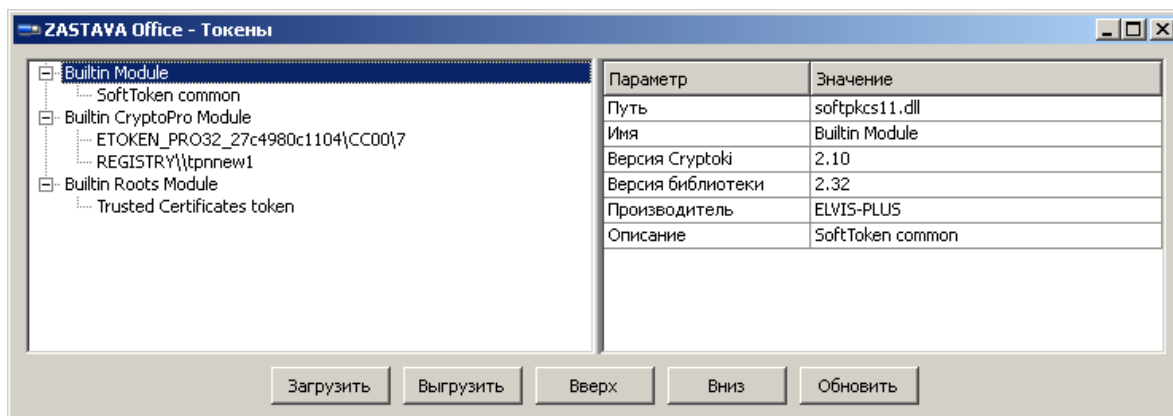 ZASTAVA Office - Токены
Builtin Module
SoftToken common
Builtin CryptoPro Module
ETOKEN_PRO32_27c4980c1104\CC00\7
REGISTRY\\tpnnew1
Builtin Roots Module
Trusted Certificates token
Параметр Значение
Путь softpkcs11.dll
Имя Builtin Module
Версия Cryptoki 2.10
Версия библиотеки 2.32
Производитель ELVIS-PLUS
Описание SoftToken common
Загрузить Выгрузить Вверх Вниз Обновить